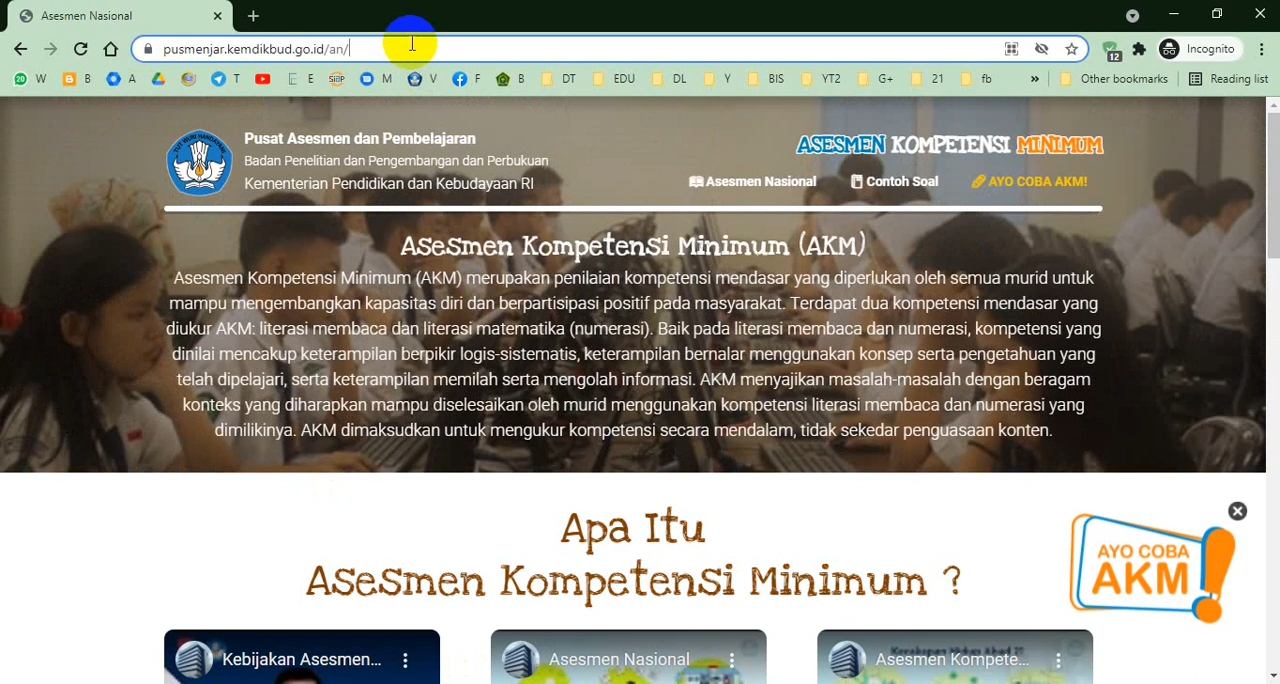 Asesmen Nasional
pusmenjar.kemdikbud.go.id/an/
12
Incognito
20 W B A T E SIBP M V F B DT EDU DL Y BIS YT2 G+ 21 fb » Other bookmarks Reading list
Pusat Asesmen dan Pembelajaran
Badan Penelitian dan Pengembangan dan Perbukuan
Kementerian Pendidikan dan Kebudayaan RI
ASESMEN KOMPETENSI MINIMUM
Asesmen Nasional Contoh Soal AYO COBA AKM!
Asesmen Kompetensi Minimum (AKM)
Asesmen Kompetensi Minimum (AKM) merupakan penilaian kompetensi mendasar yang diperlukan oleh semua murid untuk
mampu mengembangkan kapasitas diri dan berpartisipasi positif pada masyarakat. Terdapat dua kompetensi mendasar yang
diukur AKM: literasi membaca dan literasi matematika (numerasi). Baik pada literasi membaca dan numerasi, kompetensi yang
dinilai mencakup keterampilan berpikir logis-sistematis, keterampilan bernalar menggunakan konsep serta pengetahuan yang
telah dipelajari, serta keterampilan memilah serta mengolah informasi. AKM menyajikan masalah-masalah dengan beragam
konteks yang diharapkan mampu diselesaikan oleh murid menggunakan kompetensi literasi membaca dan numerasi yang
dimilikinya. AKM dimaksudkan untuk mengukur kompetensi secara mendalam, tidak sekedar penguasaan konten.
Apa Itu
Asesmen Kompetensi Minimum ?
AYO COBA
AKM!
Kebijakan Asesmen...
Asesmen Nasional
Asesmen Kompete...